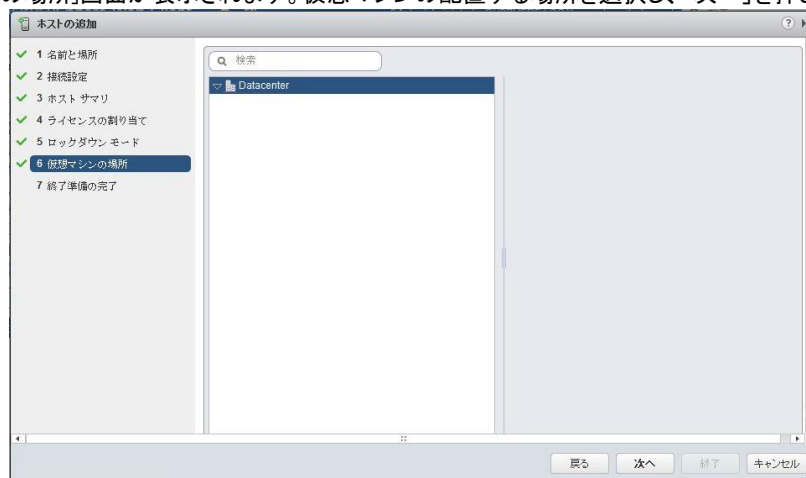 の場所]画面が表示されます。仮想マシンの配置する場所を選択し、
ホストの追加
1 名前と場所
2 接続設定
3 ホスト サマリ
4 ライセンスの割り当て
5 ロックダウン モード
6 仮想マシンの場所
7 終了準備の完了
検索
Datacenter
戻る
次へ
終了
キャンセル